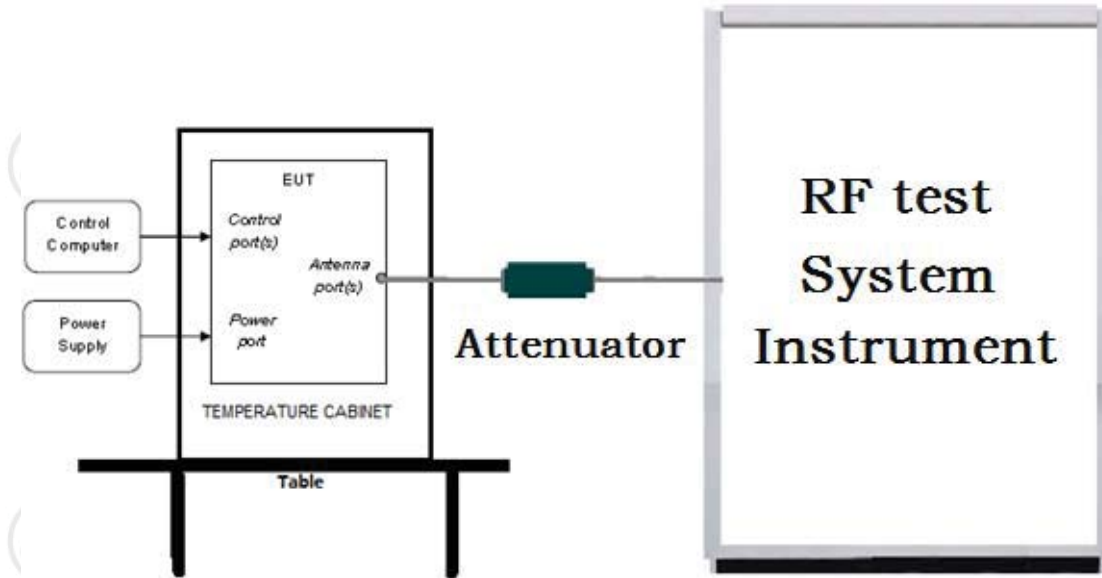 Control
Computer
Power
Supply
EUT
Control
port(s)
Antenna
port(s)
Power
port
TEMPERATURE CABINET
Table
Attenuator
RF test
System
Instrument